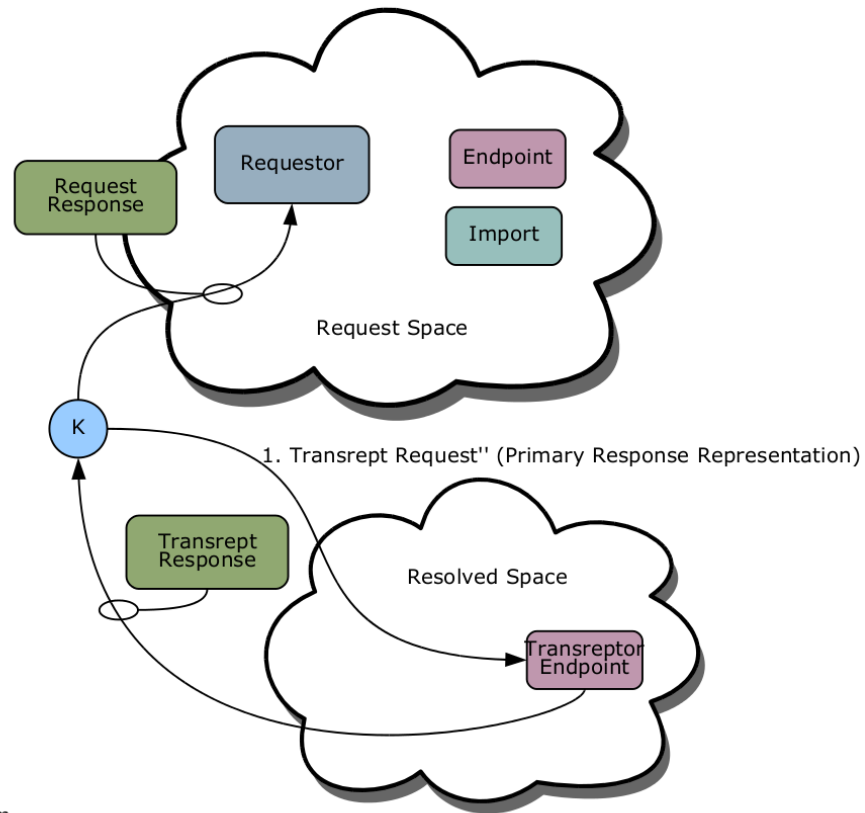 Requestor
Endpoint
Request
Response
Import
Request Space
K
1. Transrept Request'' (Primary Response Representation)
Transrept
Response
Resolved Space
Transreptor
Endpoint